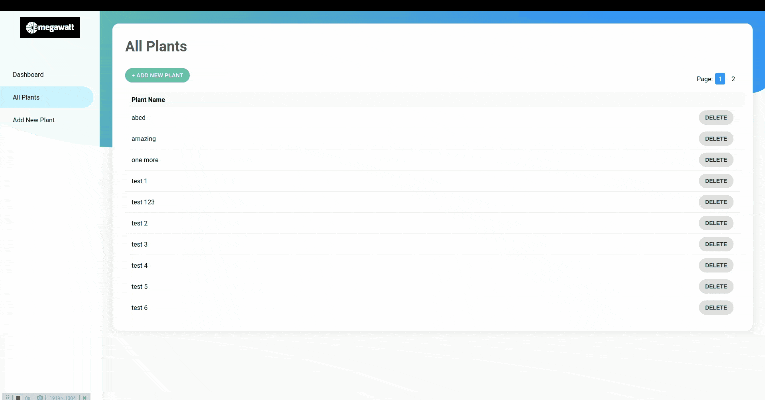 megawatt
All Plants
+ ADD NEW PLANT
Page 1 2
Dashboard
All Plants
Add New Plant
Plant Name
abcd DELETE
amazing DELETE
one more DELETE
test 1 DELETE
test 123 DELETE
test 2 DELETE
test 3 DELETE
test 4 DELETE
test 5 DELETE
test 6 DELETE